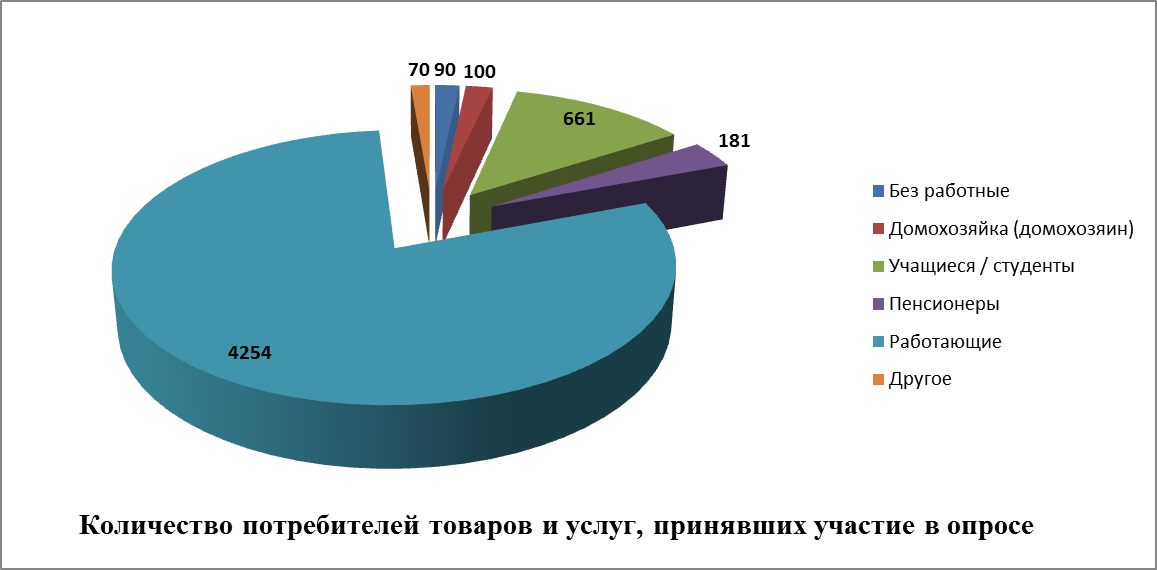 70 90 100
661
181
4254
Без работные
Домохозяйка (домохозяин)
Учащиеся / студенты
Пенсионеры
Работающие
Другое
Количество потребителей товаров и услуг, принявших участие в опросе